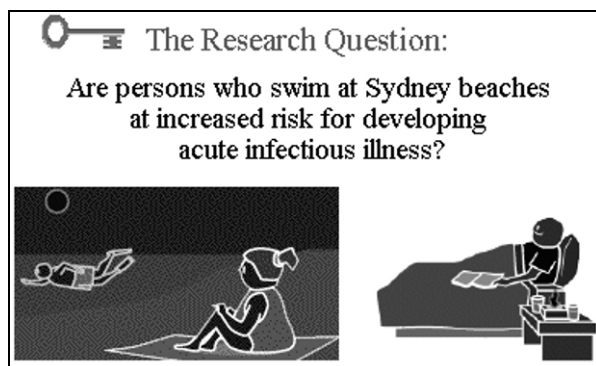 The Research Question:
Are persons who swim at Sydney beaches
at increased risk for developing
acute infectious illness?